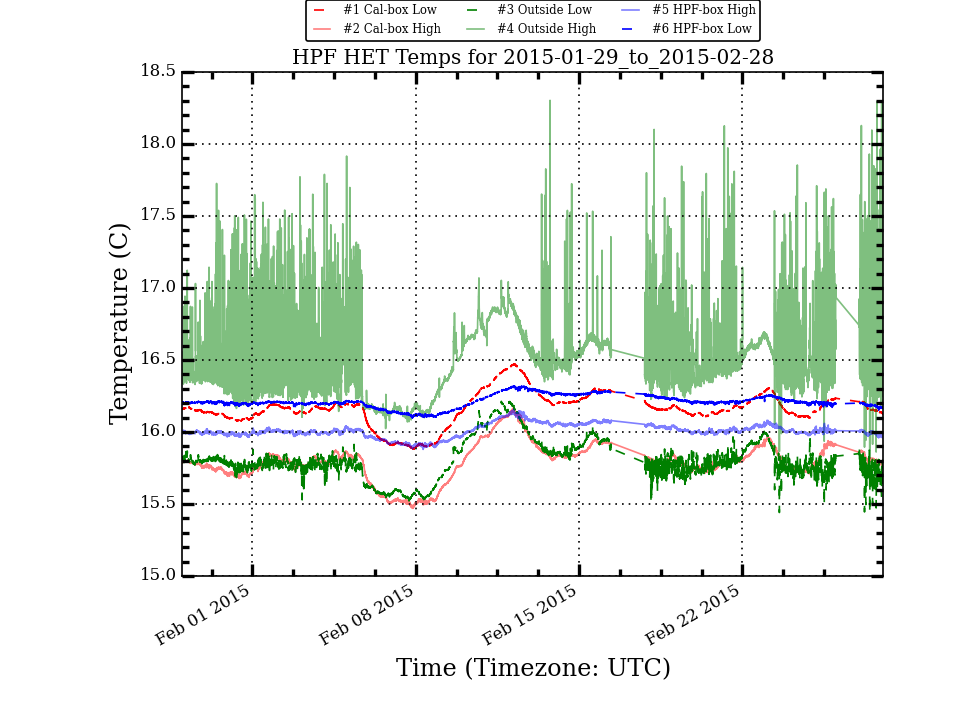 #1 Cal-box Low #3 Outside Low #5 HPF-box High
#2 Cal-box High #4 Outside High #6 HPF-box Low
HPF HET Temps for 2015-01-29_to_2015-02-28
18.5
18.0
17.5
17.0
16.5
16.0
15.5
15.0
Temperature (C)
Feb 01 2015 Feb 08 2015 Feb 15 2015 Feb 22 2015
Time (Timezone: UTC)